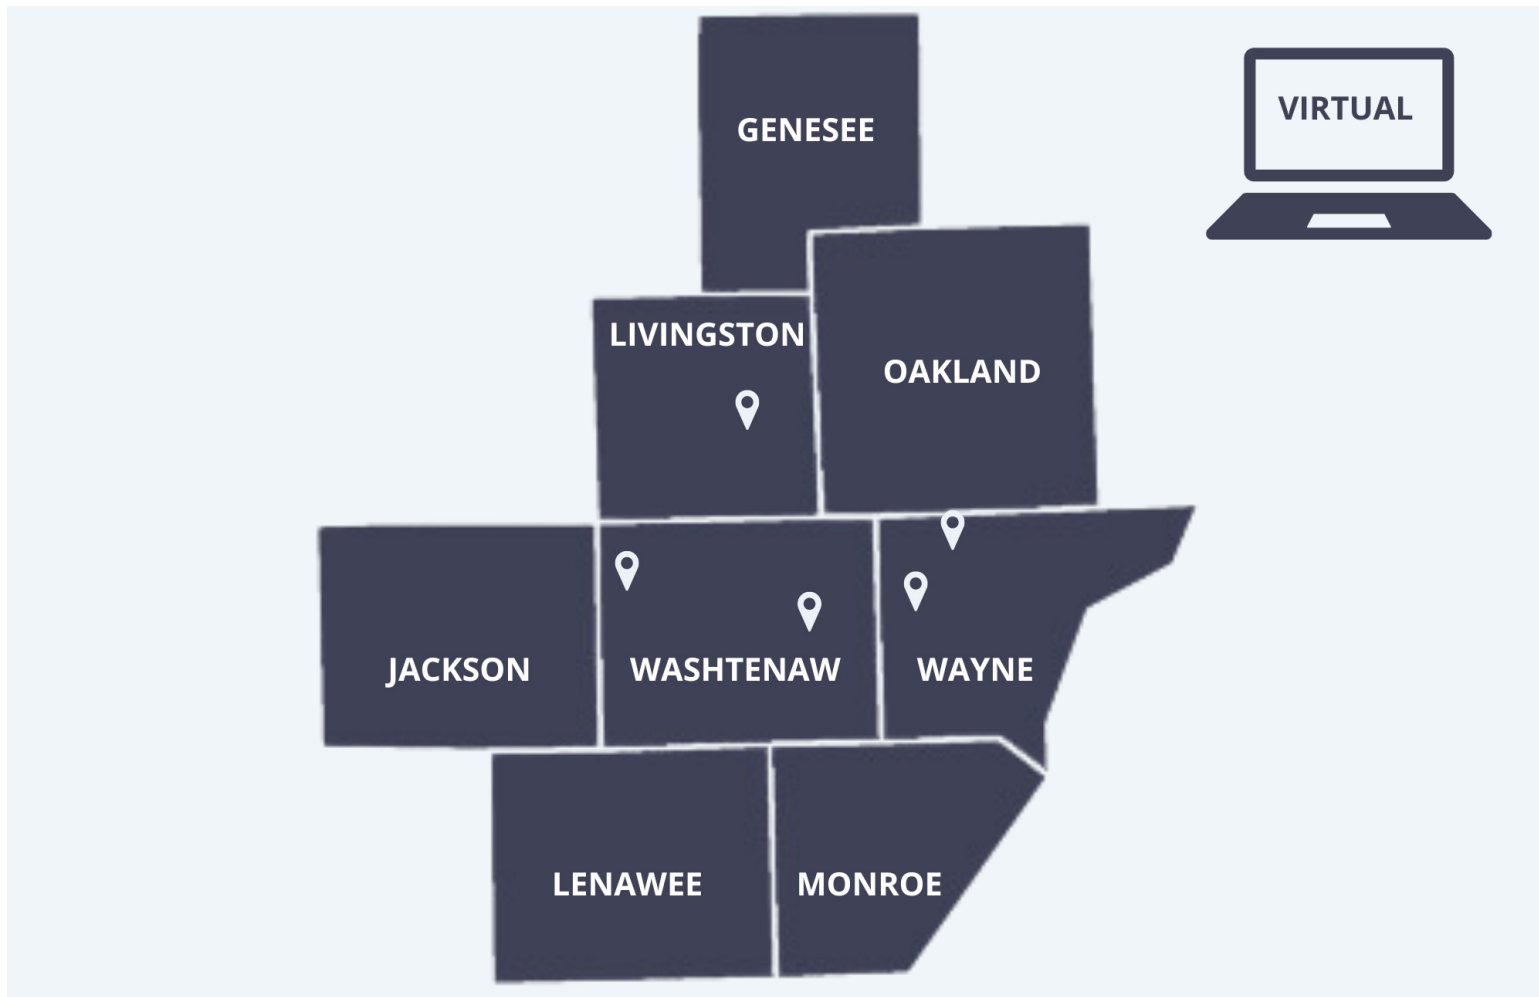 GENESEE
VIRTUAL
LIVINGSTON
OAKLAND
JACKSON
WASHTENAW
WAYNE
LENAWEE
MONROE